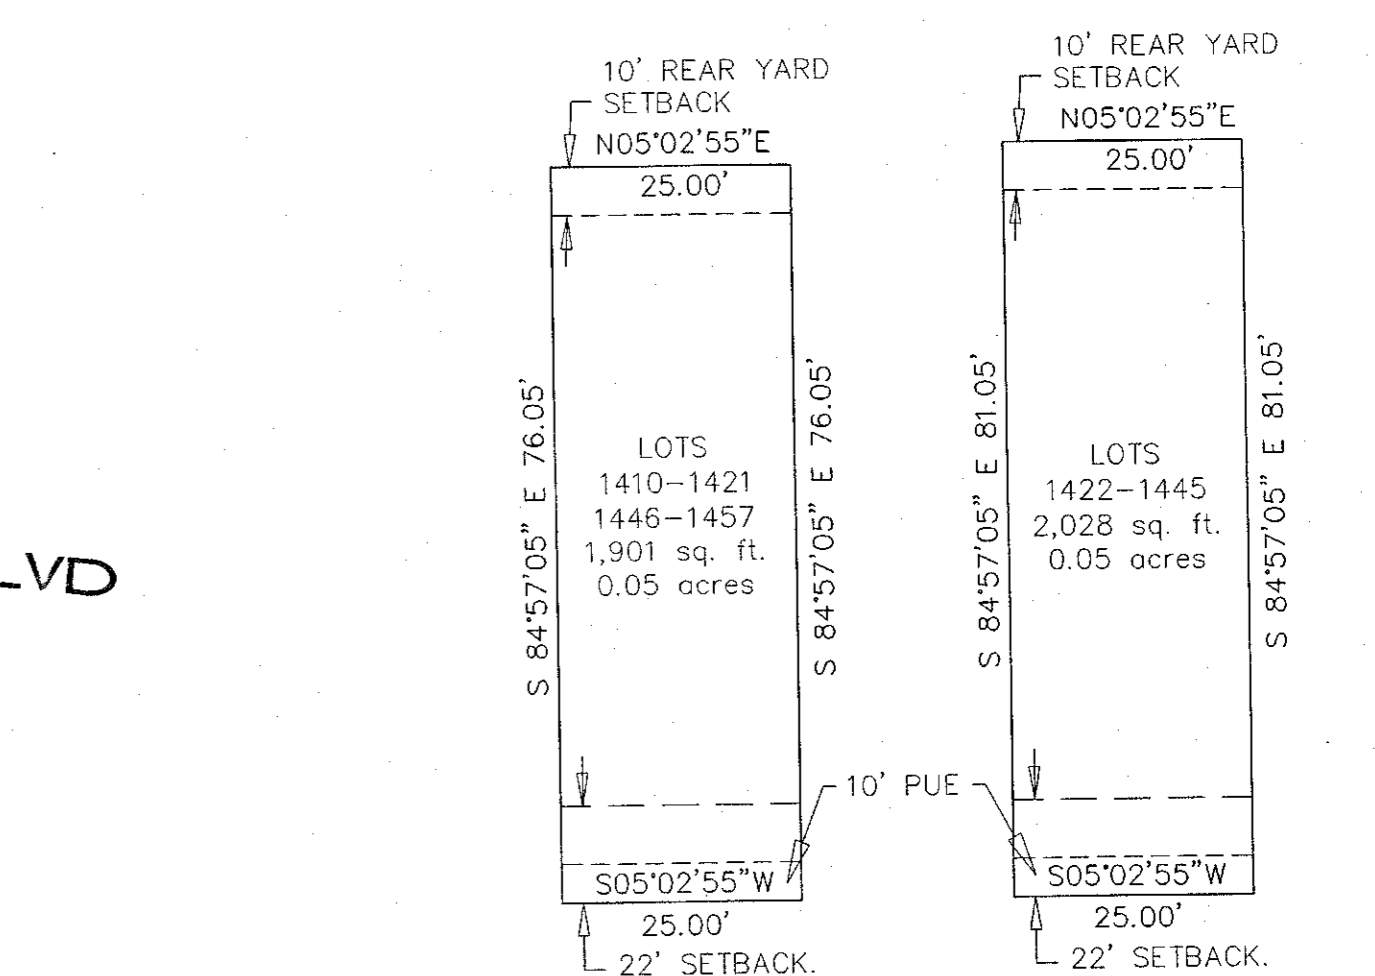 10' REAR YARD
SETBACK
N05°02'55"E
25.00'
S 84°57'05" E 76.05'
LOTS
1410-1421
1446-1457
1,901 sq. ft.
0.05 acres
S 84°57'05" E 76.05'
S05°02'55"W
25.00'
22' SETBACK.
10' PUE
10' REAR YARD
SETBACK
N05°02'55"E
25.00'
S 84°57'05" E 81.05'
LOTS
1422-1445
2,028 sq. ft.
0.05 acres
S 84°57'05" E 81.05'
S05°02'55"W
25.00'
22' SETBACK.
LVD